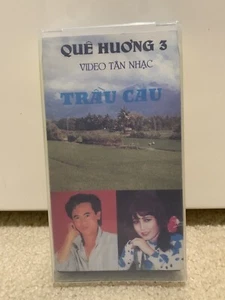 QUÊ HƯƠNG 3
VIDEO TÂN NHẠC
TRẦU CAU